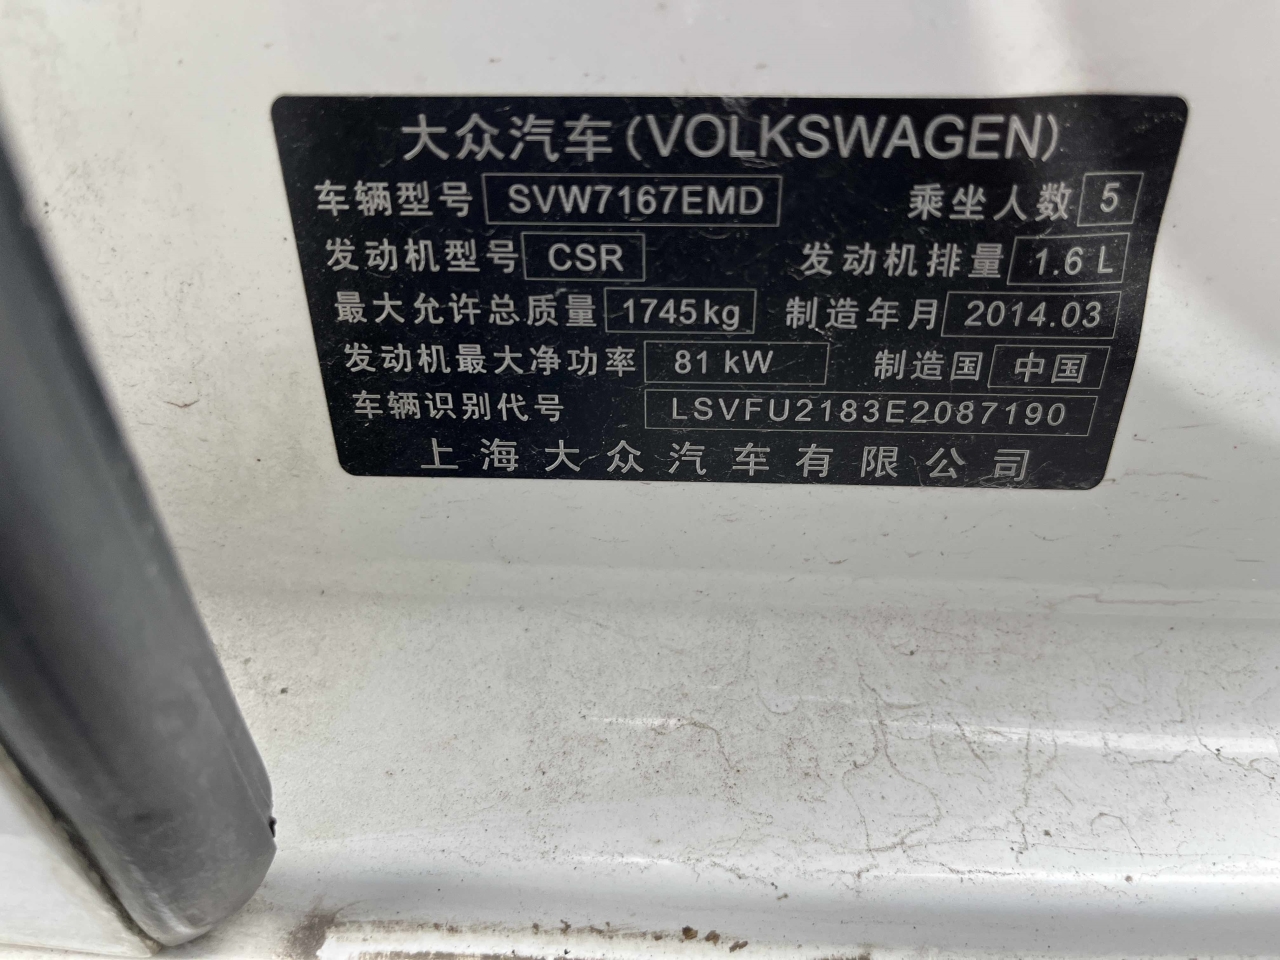 大众汽车(VOLKSWAGEN)
车辆型号 SVW7167EMD 乘坐人数 5
发动机型号 CSR 发动机排量 1.6 L
最大允许总质量 1745kg 制造年月 2014.03
发动机最大净功率 81 kW 制造国 中国
车辆识别代号 LSVFU2183E2087190
上海大众汽车有限公司